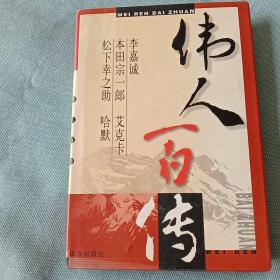 WEI REN BAI ZHUAN
伟人百传
李嘉诚
本田宗一郎 艾克卡
松下幸之助 哈默
BAI ZHUAN
WEI REN